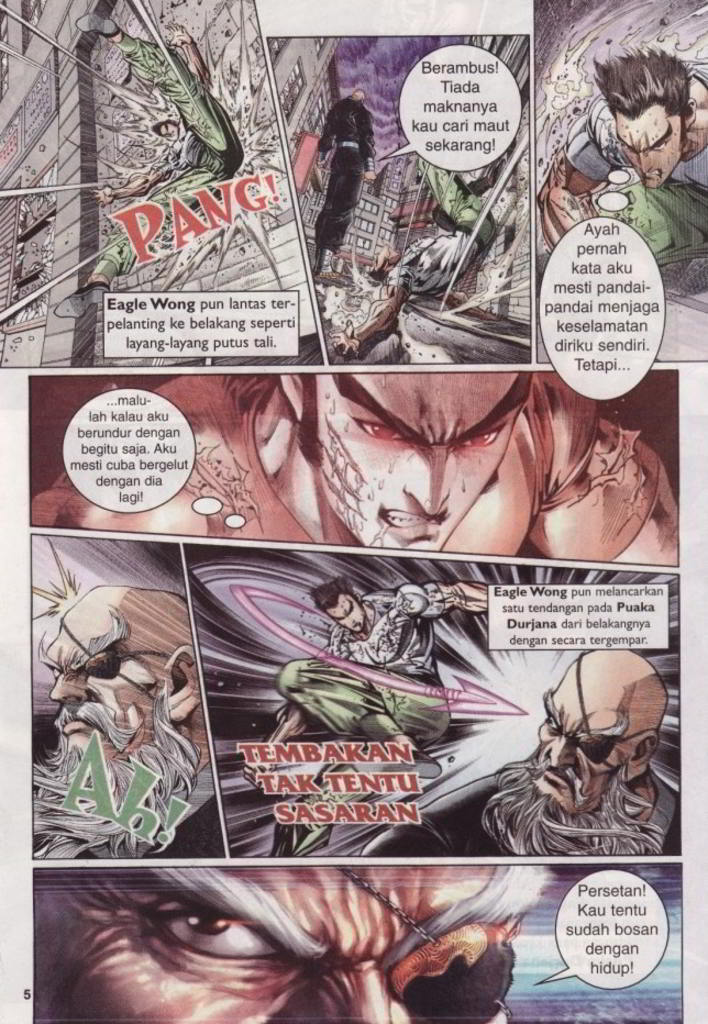 PANG!
Eagle Wong pun lantas ter-
pelanting ke belakang seperti
layang-layang putus tali.
Berambus!
Tiada
maknanya
kau cari maut
sekarang!
Ayah
pernah
kata aku
mesti pandai-
pandai menjaga
keselamatan
diriku sendiri.
Tetapi...
...malu-
lah kalau aku
berundur dengan
begitu saja. Aku
mesti cuba bergelut
dengan dia
lagi!
Ah!
Eagle Wong pun melancarkan
satu tendangan pada Puaka
Durjana dari belakangnya
dengan secara tergempar.
TEMBAKAN
TAK TENTU
SASARAN
Persetan!
Kau tentu
sudah bosan
dengan
hidup!
5